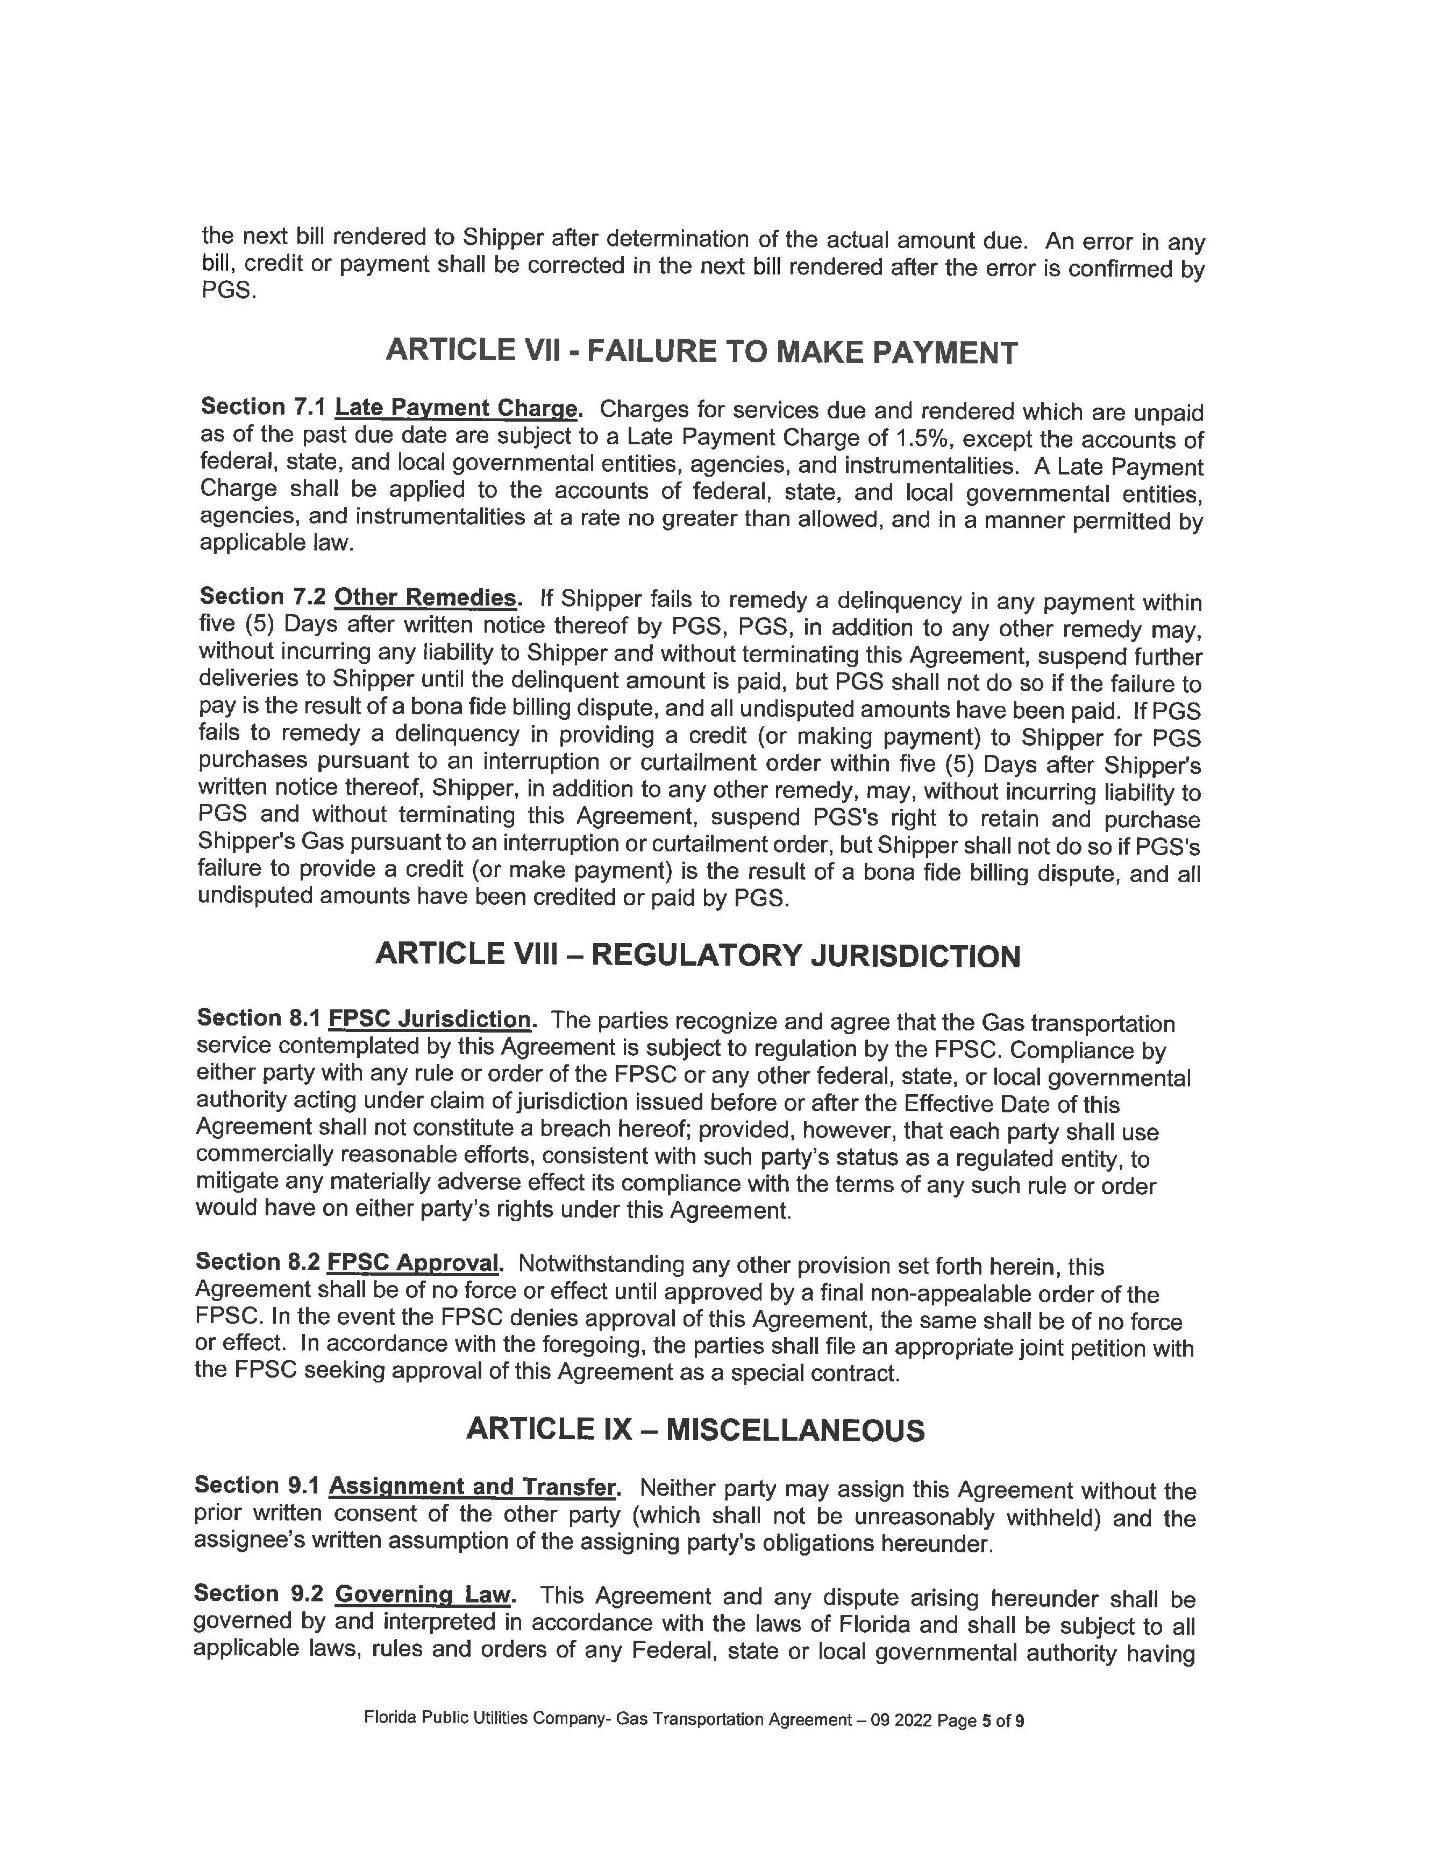 the next bill rendered to Shipper after determination of the actual amount due. An error in any
bill, credit or payment shall be corrected in the next bill rendered after the error is confirmed by
PGS.
ARTICLE VII - FAILURE TO MAKE PAYMENT
Section 7.1 Late Payment Charge. Charges for services due and rendered which are unpaid
as of the past due date are subject to a Late Payment Charge of 1.5%, except the accounts of
federal, state, and local governmental entities, agencies, and instrumentalities. A Late Payment
Charge shall be applied to the accounts of federal, state, and local governmental entities,
agencies, and instrumentalities at a rate no greater than allowed, and in a manner permitted by
applicable law.
Section 7.2 Other Remedies. If Shipper fails to remedy a delinquency in any payment within
five (5) Days after written notice thereof by PGS, PGS, in addition to any other remedy may,
without incurring any liability to Shipper and without terminating this Agreement, suspend further
deliveries to Shipper until the delinquent amount is paid, but PGS shall not do so if the failure to
pay is the result of a bona fide billing dispute, and all undisputed amounts have been paid. If PGS
fails to remedy a delinquency in providing a credit (or making payment) to Shipper for PGS
purchases pursuant to an interruption or curtailment order within five (5) Days after Shipper's
written notice thereof, Shipper, in addition to any other remedy, may, without incurring liability to
PGS and without terminating this Agreement, suspend PGS's right to retain and purchase
Shipper's Gas pursuant to an interruption or curtailment order, but Shipper shall not do so if PGS's
failure to provide a credit (or make payment) is the result of a bona fide billing dispute, and all
undisputed amounts have been credited or paid by PGS.
ARTICLE VIII – REGULATORY JURISDICTION
Section 8.1 FPSC Jurisdiction. The parties recognize and agree that the Gas transportation
service contemplated by this Agreement is subject to regulation by the FPSC. Compliance by
either party with any rule or order of the FPSC or any other federal, state, or local governmental
authority acting under claim of jurisdiction issued before or after the Effective Date of this
Agreement shall not constitute a breach hereof; provided, however, that each party shall use
commercially reasonable efforts, consistent with such party's status as a regulated entity, to
mitigate any materially adverse effect its compliance with the terms of any such rule or order
would have on either party's rights under this Agreement.
Section 8.2 FPSC Approval. Notwithstanding any other provision set forth herein, this
Agreement shall be of no force or effect until approved by a final non-appealable order of the
FPSC. In the event the FPSC denies approval of this Agreement, the same shall be of no force
or effect. In accordance with the foregoing, the parties shall file an appropriate joint petition with
the FPSC seeking approval of this Agreement as a special contract.
ARTICLE IX – MISCELLANEOUS
Section 9.1 Assignment and Transfer. Neither party may assign this Agreement without the
prior written consent of the other party (which shall not be unreasonably withheld) and the
assignee's written assumption of the assigning party's obligations hereunder.
Section 9.2 Governing Law. This Agreement and any dispute arising hereunder shall be
governed by and interpreted in accordance with the laws of Florida and shall be subject to all
applicable laws, rules and orders of any Federal, state or local governmental authority having
Florida Public Utilities Company- Gas Transportation Agreement – 09 2022 Page 5 of 9